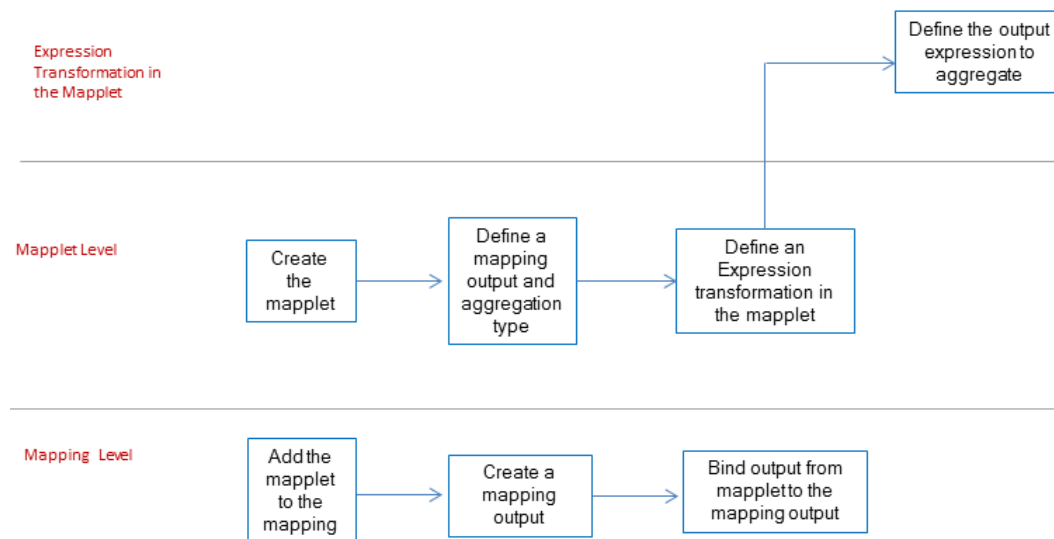 Define the output
expression to
aggregate
Expression
Transformation in
the Mapplet
Mapplet Level
Create
the
mapplet
Define a
mapping
output and
aggregation
type
Define an
Expression
transformation in
the mapplet
Mapping Level
Add the
mapplet
to the
mapping
Create a
mapping
output
Bind output from
mapplet to the
mapping output